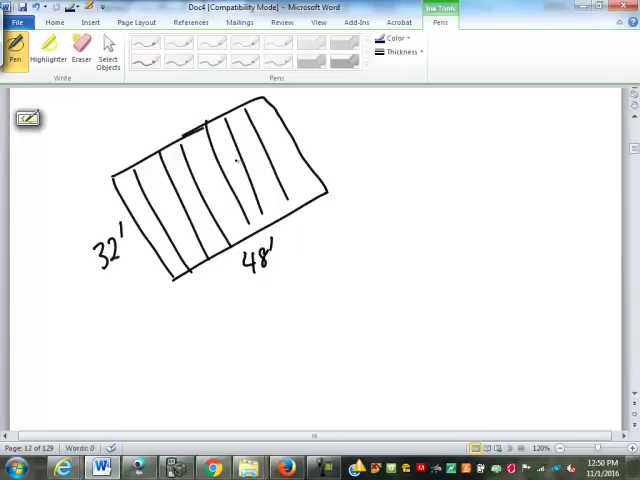 Doc4 [Compatibility Mode] - Microsoft Word
Ink Tools
File
Home
Insert
Page Layout
References
Mailings
Review
View
Add-Ins
Acrobat
Pens
Pen
Highlighter
Eraser
Select
Objects
Color
Thickness
Write
Pens
32'
48'
Page: 12 of 129
Words: 0
120%
12:50 PM
11/1/2016